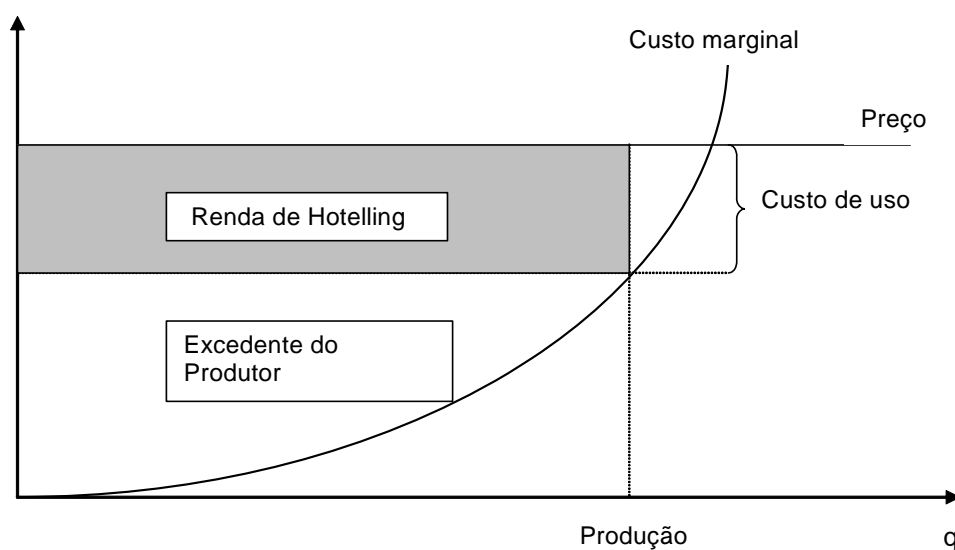 Custo marginal
Preço
Custo de uso
Renda de Hotelling
Excedente do
Produtor
Produção
q